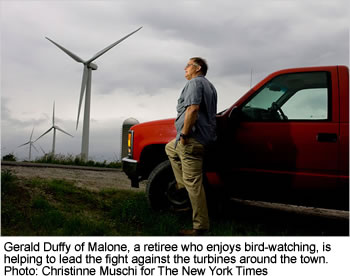 Gerald Duffy of Malone, a retiree who enjoys bird-watching, is
helping to lead the fight against the turbines around the town.
Photo: Christinne Muschi for The New York Times